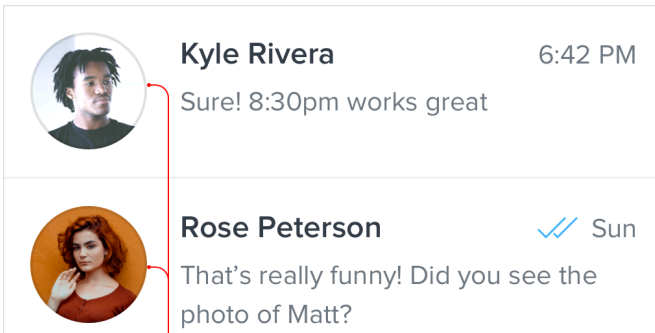 Kyle Rivera 6:42 PM
Sure! 8:30pm works great
Rose Peterson Sun
That’s really funny! Did you see the
photo of Matt?